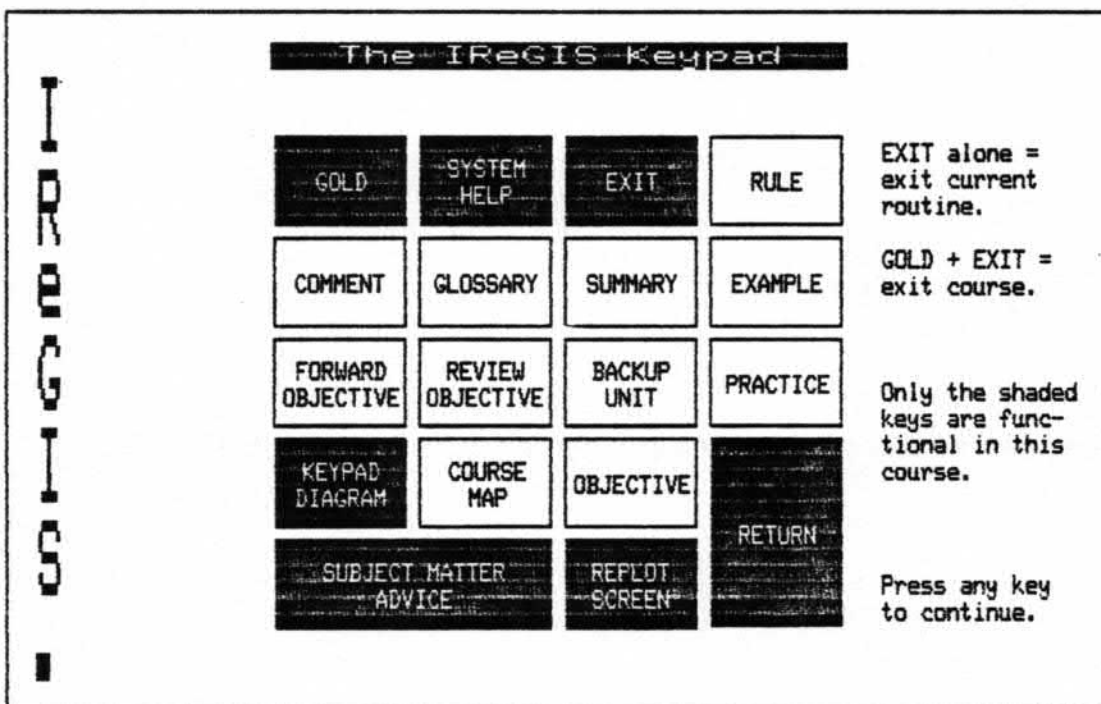 The IReGIS Keypad
IReGIS
GOLD
SYSTEM
HELP
EXIT
RULE
COMMENT
GLOSSARY
SUMMARY
EXAMPLE
FORWARD
OBJECTIVE
REVIEW
OBJECTIVE
BACKUP
UNIT
PRACTICE
KEYPAD
DIAGRAM
COURSE
MAP
OBJECTIVE
RETURN
SUBJECT MATTER
ADVICE
REPLOT
SCREEN
EXIT alone =
exit current
routine.
GOLD + EXIT =
exit course.
Only the shaded
keys are func-
tional in this
course.
Press any key
to continue.